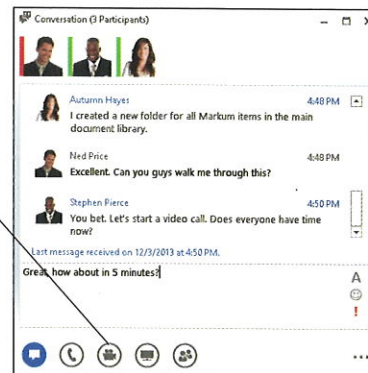 Conversation (3 Participants)
Autumn Hayes 4:48 PM
I created a new folder for all Markum items in the main
document library.
Ned Price 4:48 PM
Excellent. Can you guys walk me through this?
Stephen Pierce 4:50 PM
You bet. Let's start a video call. Does everyone have time
now?
Last message received on 12/3/2013 at 4:50 PM.
Great, how about in 5 minutes?
A
!